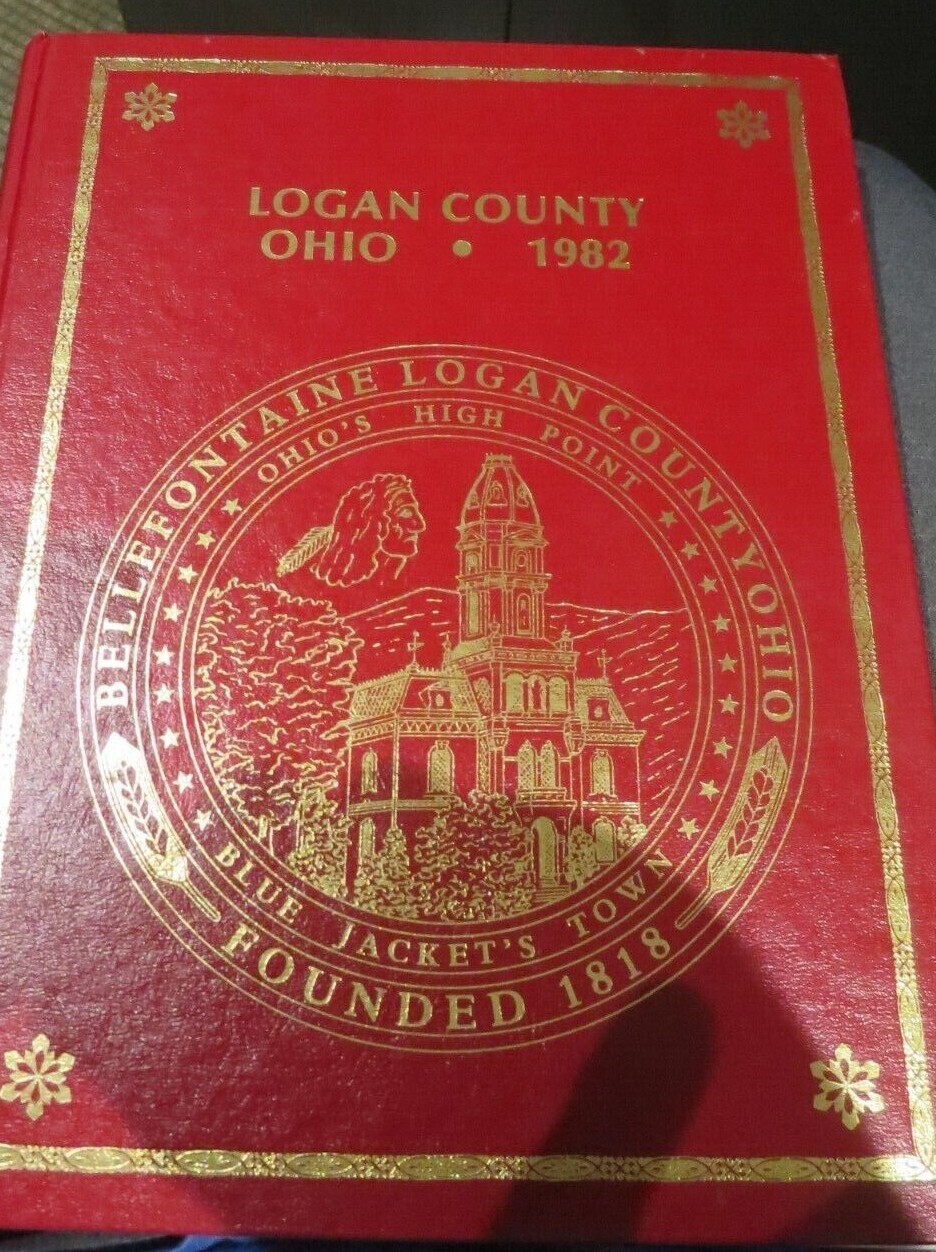 LOGAN COUNTY
OHIO • 1982
BELLEFONTAINE LOGAN COUNTY OHIO
OHIO'S HIGH POINT
BLUE JACKET'S TOWN
FOUNDED 1818